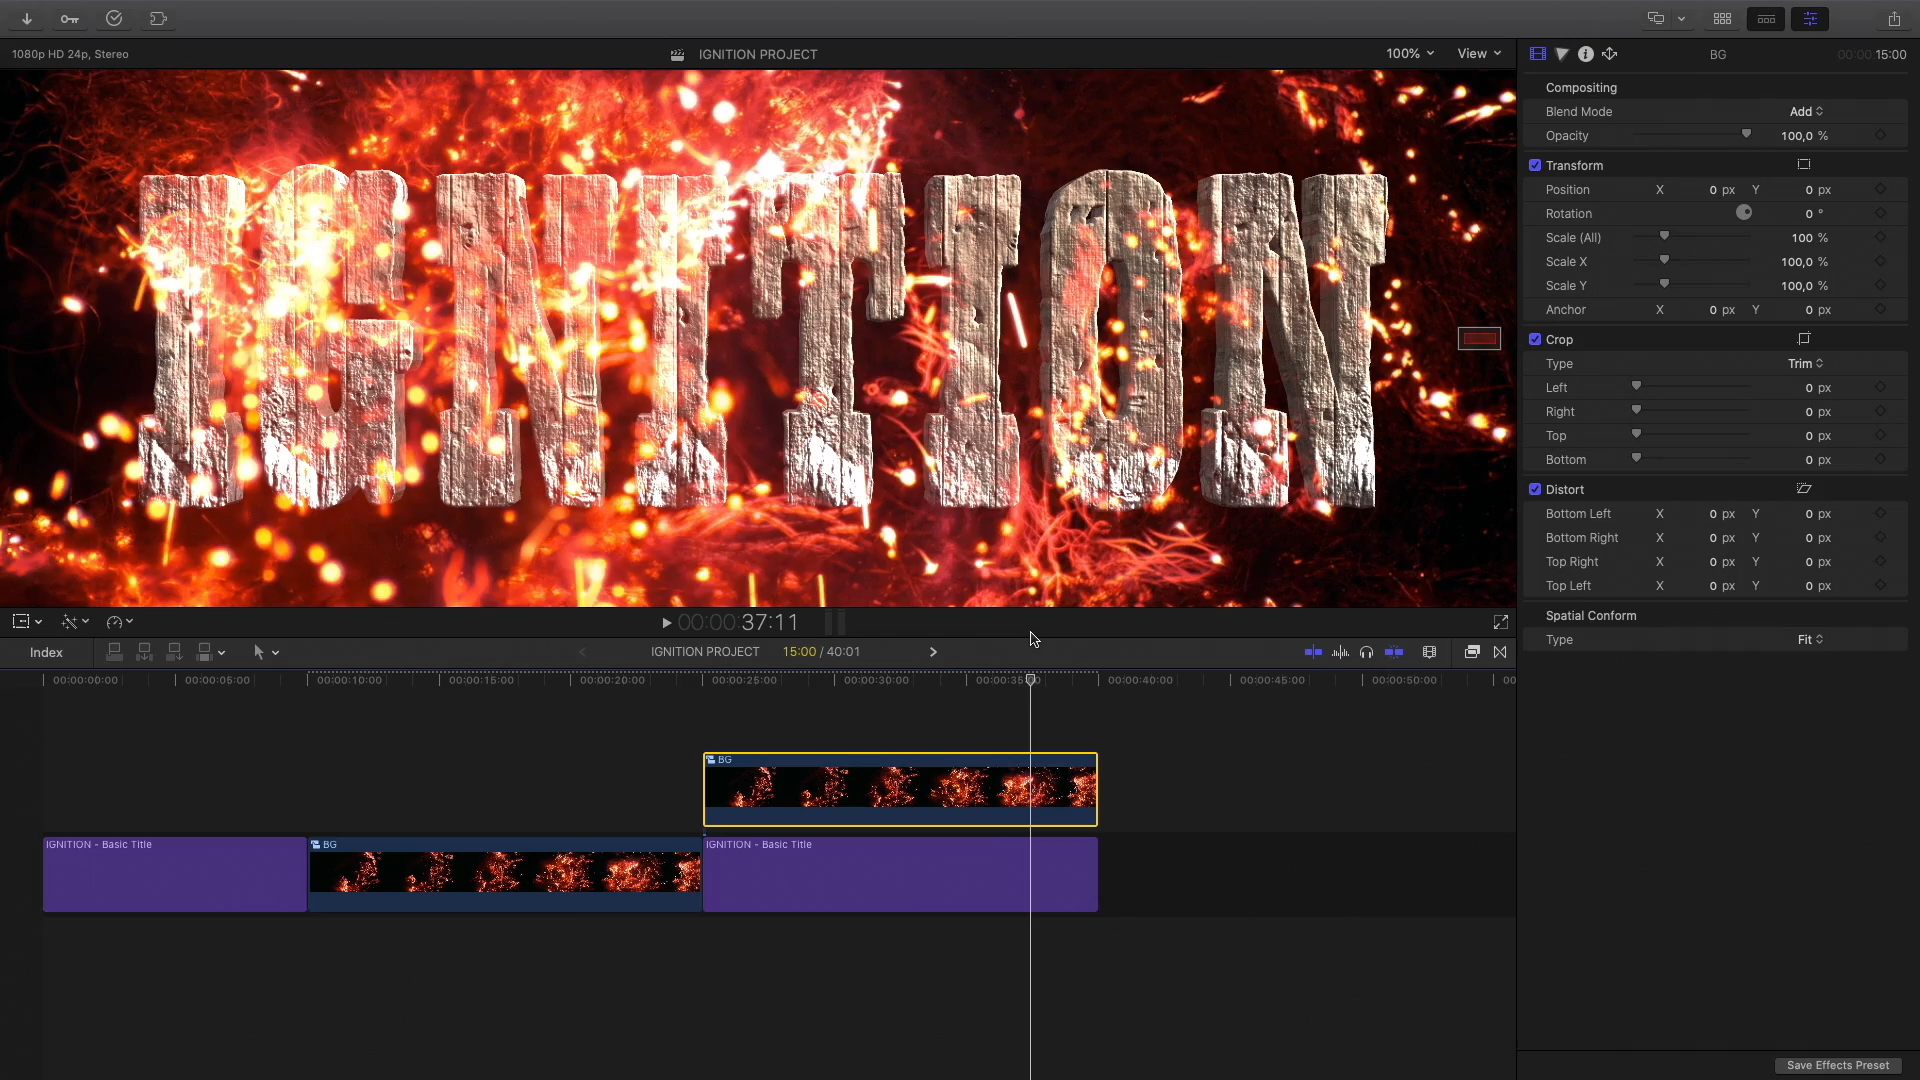 1080p HD 24p, Stereo
IGNITION PROJECT
100%
View
BG
00:00:15:00
IGNITION
Compositing
Blend Mode
Add
Opacity
100,0 %
Transform
Position X 0 px Y 0 px
Rotation 0 °
Scale (All) 100 %
Scale X 100,0 %
Scale Y 100,0 %
Anchor X 0 px Y 0 px
Crop
Type Trim
Left 0 px
Right 0 px
Top 0 px
Bottom 0 px
Distort
Bottom Left X 0 px Y 0 px
Bottom Right X 0 px Y 0 px
Top Right X 0 px Y 0 px
Top Left X 0 px Y 0 px
Spatial Conform
Type Fit
00:00:37:11
Index
IGNITION PROJECT
15:00 / 40:01
00:00:00:00 00:00:05:00 00:00:10:00 00:00:15:00 00:00:20:00 00:00:25:00 00:00:30:00 00:00:35 00:00:40:00 00:00:45:00 00:00:50:00 00
BG
IGNITION - Basic Title
BG
IGNITION - Basic Title
Save Effects Preset